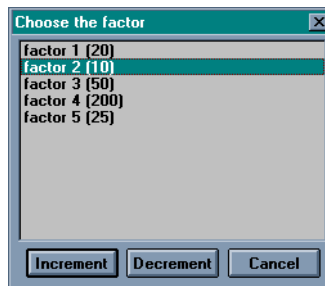 Choose the factor
factor 1 (20)
factor 2 (10)
factor 3 (50)
factor 4 (200)
factor 5 (25)
Increment Decrement Cancel